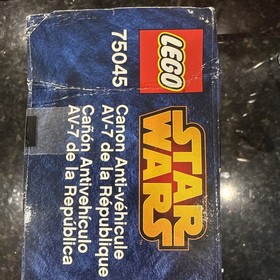 LEGO
75045
STAR
WARS
Canon Anti-véhicule
AV-7 de la République
Cañón Antivehículo
AV-7 de la República